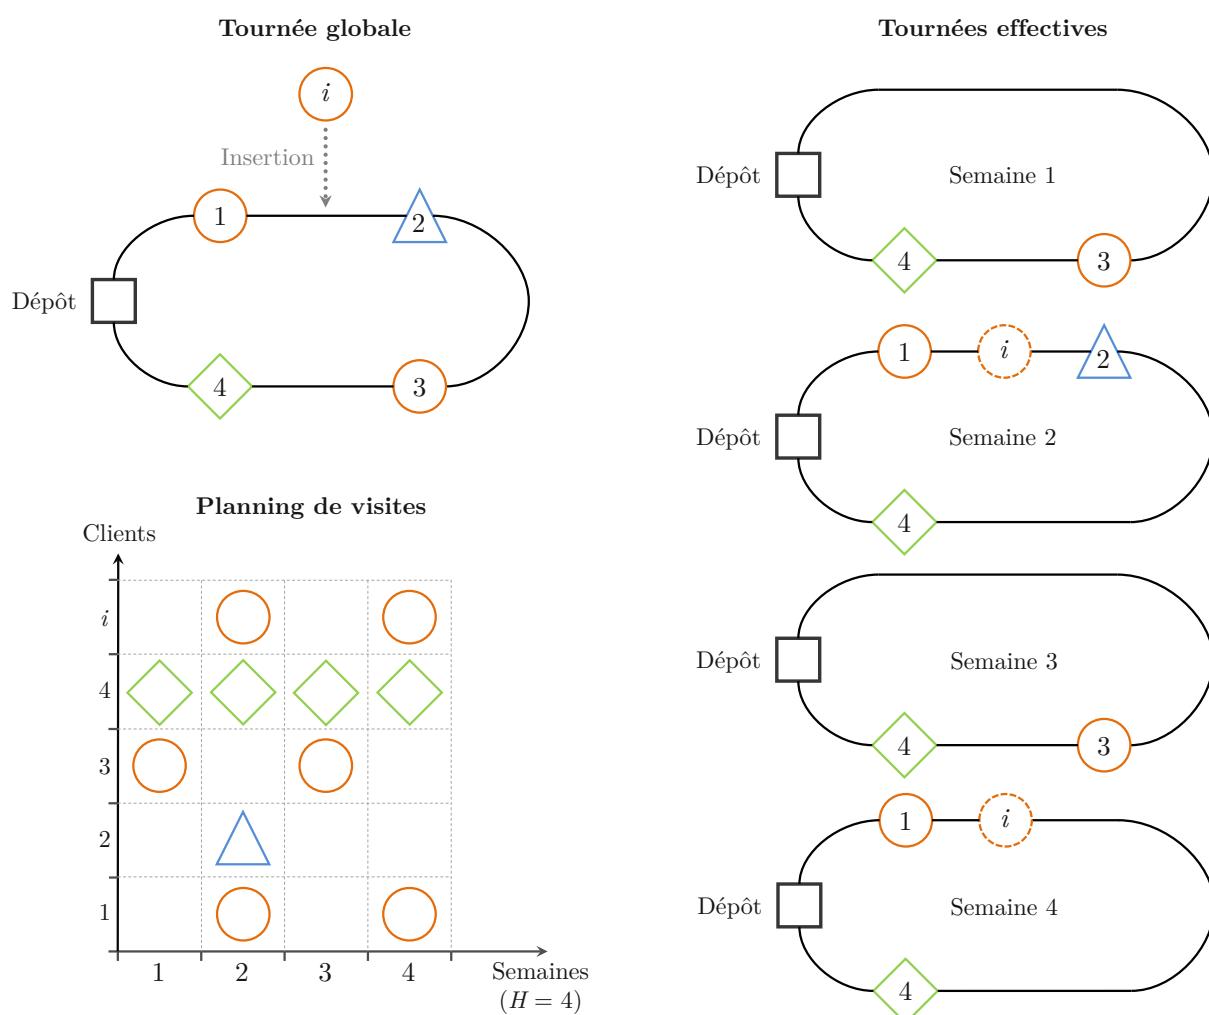 Tournée globale
i
Insertion
1
2
Dépôt
4
3
Planning de visites
Clients
i
4
3
2
1
1 2 3 4
Semaines
(H = 4)
Tournées effectives
Dépôt
Semaine 1
4
3
1
i
2
Dépôt
Semaine 2
4
Dépôt
Semaine 3
4
3
1
i
Dépôt
Semaine 4
4